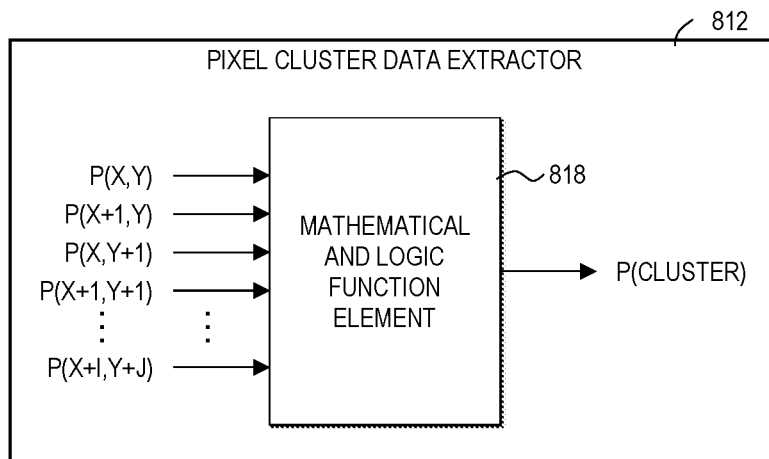 812
PIXEL CLUSTER DATA EXTRACTOR
P(X,Y)
P(X+1,Y)
P(X,Y+1)
P(X+1,Y+1)
P(X+I,Y+J)
MATHEMATICAL
AND LOGIC
FUNCTION
ELEMENT
818
P(CLUSTER)